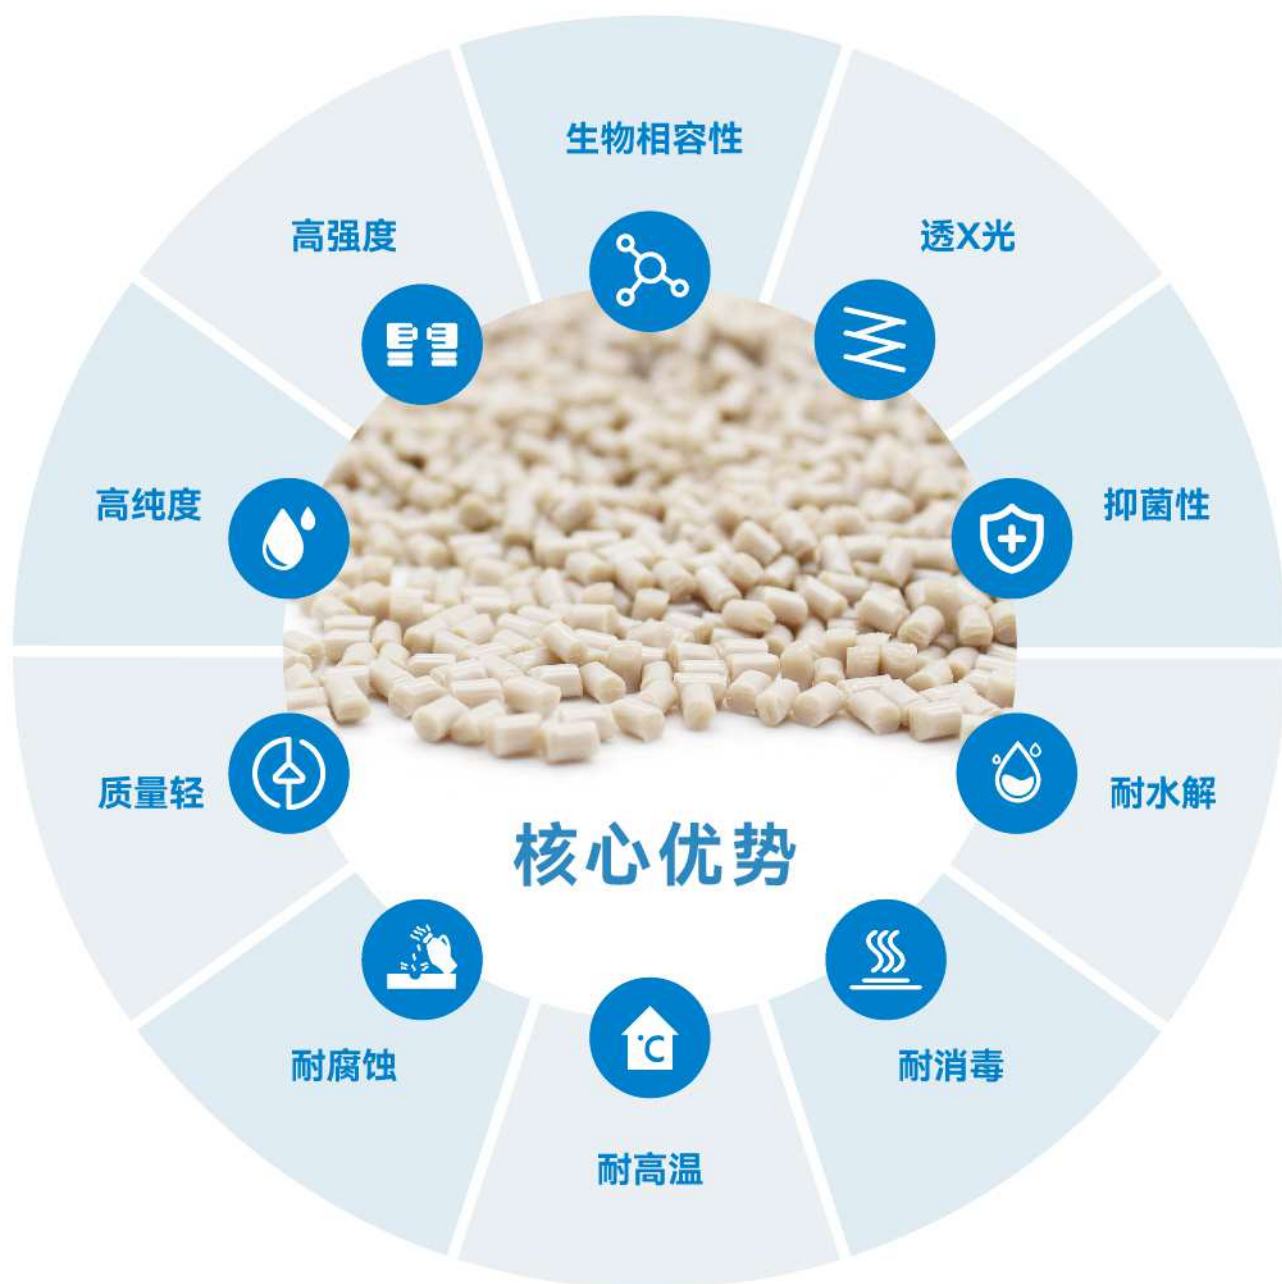 生物相容性
透X光
抑菌性
耐水解
耐消毒
耐高温
耐腐蚀
质量轻
高纯度
高强度
℃
核心优势